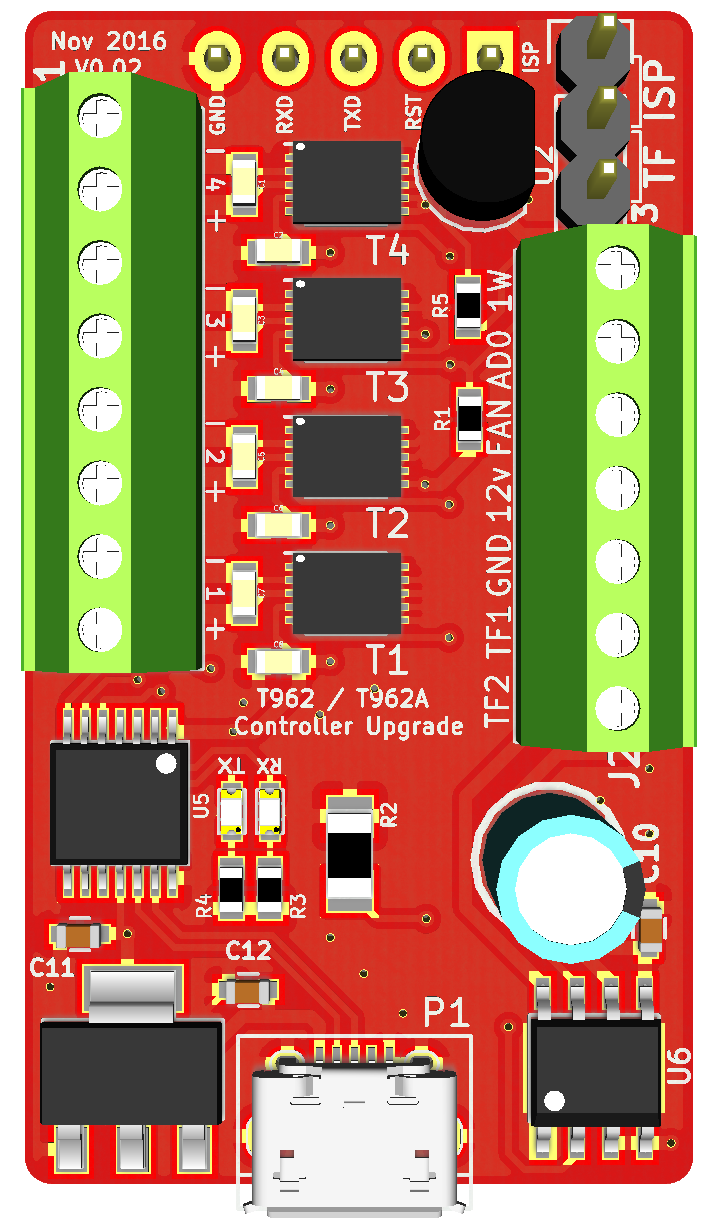 Nov 2016
V0.02
1
GND
RXD
TXD
RST
ISP
ISP
TF
U2
3
- 4 +
T4
- 3 +
T3
- 2 +
T2
- 1 +
T1
R5
R1
TF2 TF1 GND 12v FAN AD0 1W
J2
T962 / T962A
Controller Upgrade
TX
RX
U5
R2
R4
R3
C10
C11
C12
P1
U6